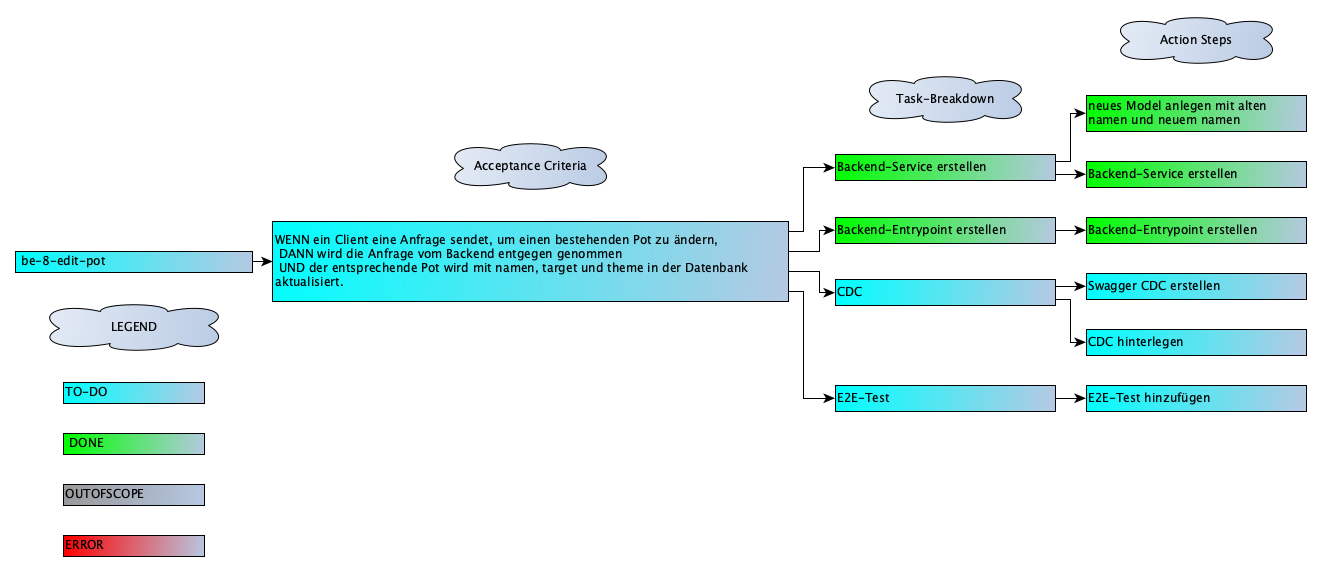 Action Steps
Task-Breakdown
neues Model anlegen mit alten
namen und neuem namen
Acceptance Criteria
Backend-Service erstellen
Backend-Service erstellen
WENN ein Client eine Anfrage sendet, um einen bestehenden Pot zu ändern,
DANN wird die Anfrage vom Backend entgegen genommen
UND der entsprechende Pot wird mit namen, target und theme in der Datenbank
aktualisiert.
Backend-Entrypoint erstellen
Backend-Entrypoint erstellen
be-8-edit-pot
CDC
Swagger CDC erstellen
CDC hinterlegen
E2E-Test
E2E-Test hinzufügen
LEGEND
TO-DO
DONE
OUTOFSCOPE
ERROR